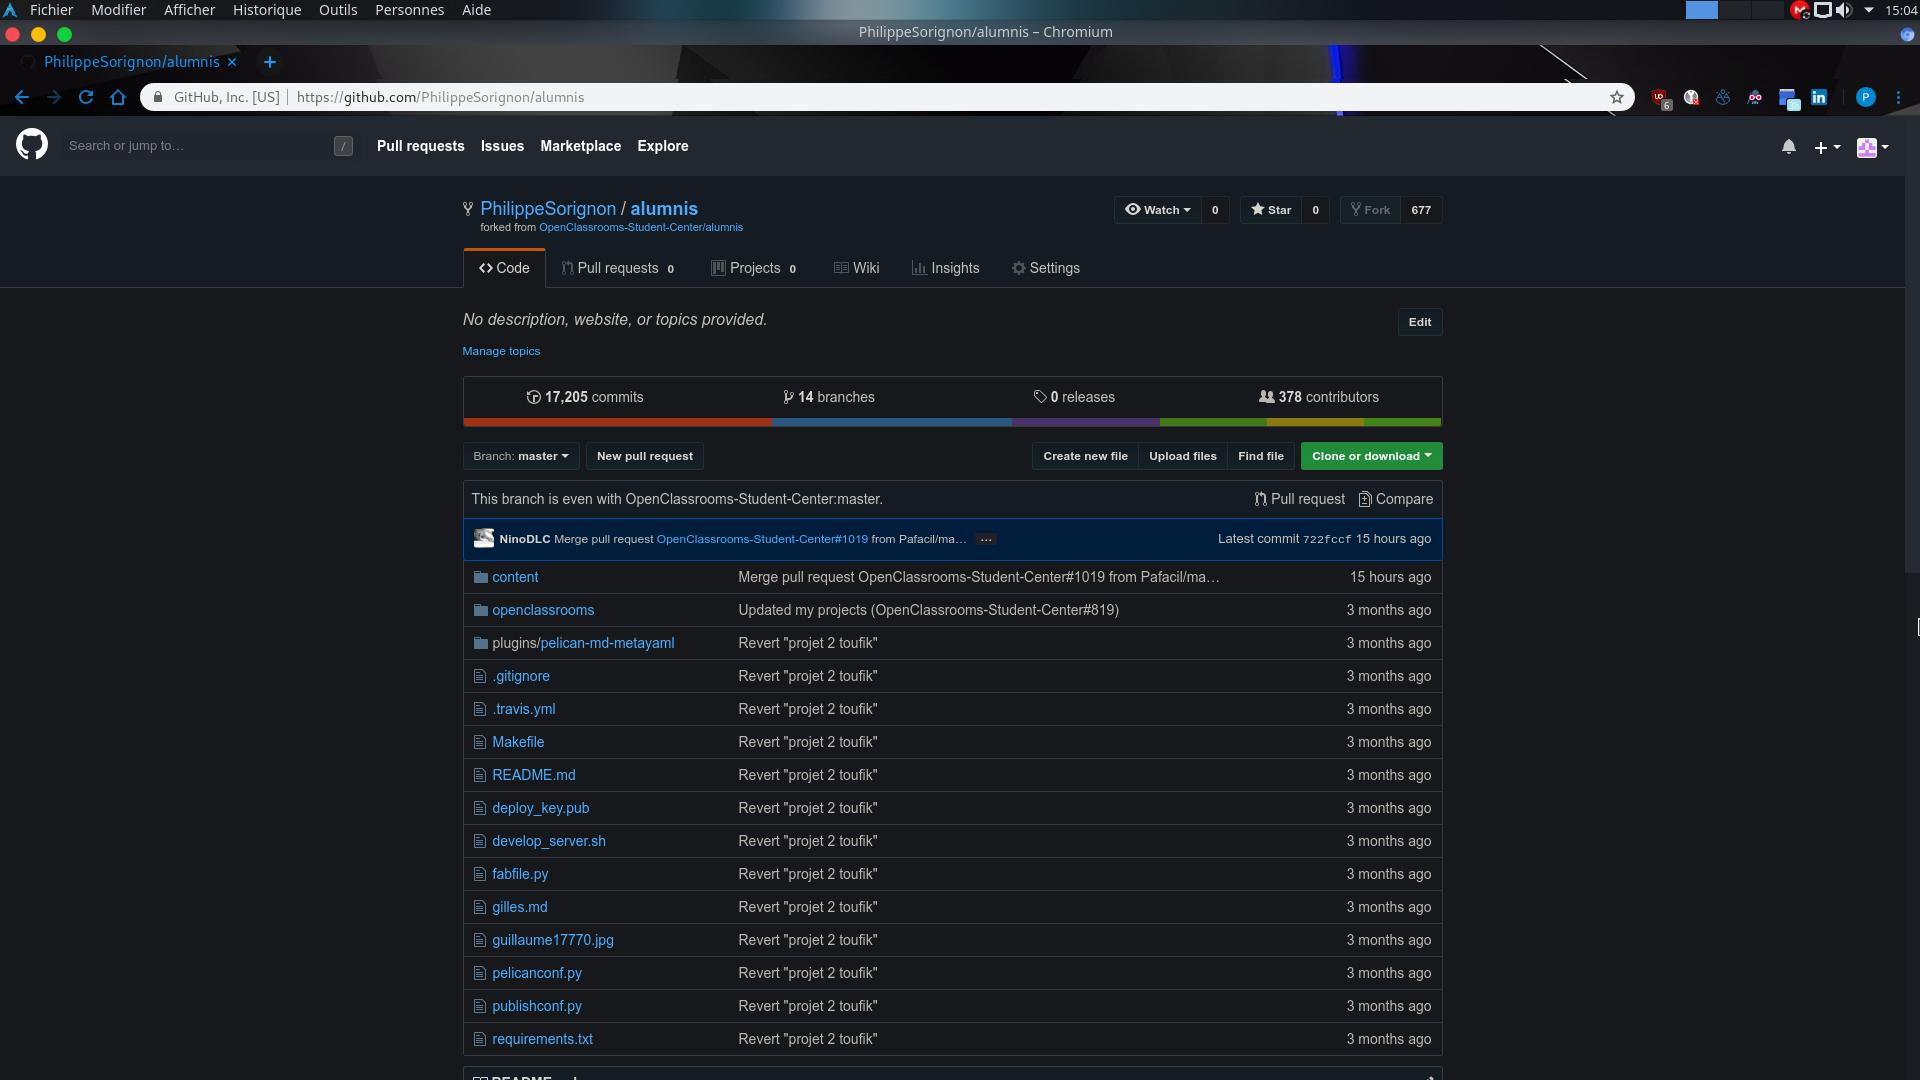 Fichier Modifier Afficher Historique Outils Personnes Aide 15:04
PhilippeSorignon/alumnis – Chromium
PhilippeSorignon/alumnis × +
GitHub, Inc. [US] | https://github.com/PhilippeSorignon/alumnis 6 P
Search or jump to… / Pull requests Issues Marketplace Explore
PhilippeSorignon / alumnis Watch 0 Star 0 Fork 677
forked from OpenClassrooms-Student-Center/alumnis
Code Pull requests 0 Projects 0 Wiki Insights Settings
No description, website, or topics provided. Edit
Manage topics
17,205 commits 14 branches 0 releases 378 contributors
Branch: master New pull request Create new file Upload files Find file Clone or download
This branch is even with OpenClassrooms-Student-Center:master. Pull request Compare
NinoDLC Merge pull request OpenClassrooms-Student-Center#1019 from Pafacil/ma… … Latest commit 722fccf 15 hours ago
content Merge pull request OpenClassrooms-Student-Center#1019 from Pafacil/ma… 15 hours ago
openclassrooms Updated my projects (OpenClassrooms-Student-Center#819) 3 months ago
plugins/pelican-md-metayaml Revert "projet 2 toufik" 3 months ago
.gitignore Revert "projet 2 toufik" 3 months ago
.travis.yml Revert "projet 2 toufik" 3 months ago
Makefile Revert "projet 2 toufik" 3 months ago
README.md Revert "projet 2 toufik" 3 months ago
deploy_key.pub Revert "projet 2 toufik" 3 months ago
develop_server.sh Revert "projet 2 toufik" 3 months ago
fabfile.py Revert "projet 2 toufik" 3 months ago
gilles.md Revert "projet 2 toufik" 3 months ago
guillaume17770.jpg Revert "projet 2 toufik" 3 months ago
pelicanconf.py Revert "projet 2 toufik" 3 months ago
publishconf.py Revert "projet 2 toufik" 3 months ago
requirements.txt Revert "projet 2 toufik" 3 months ago